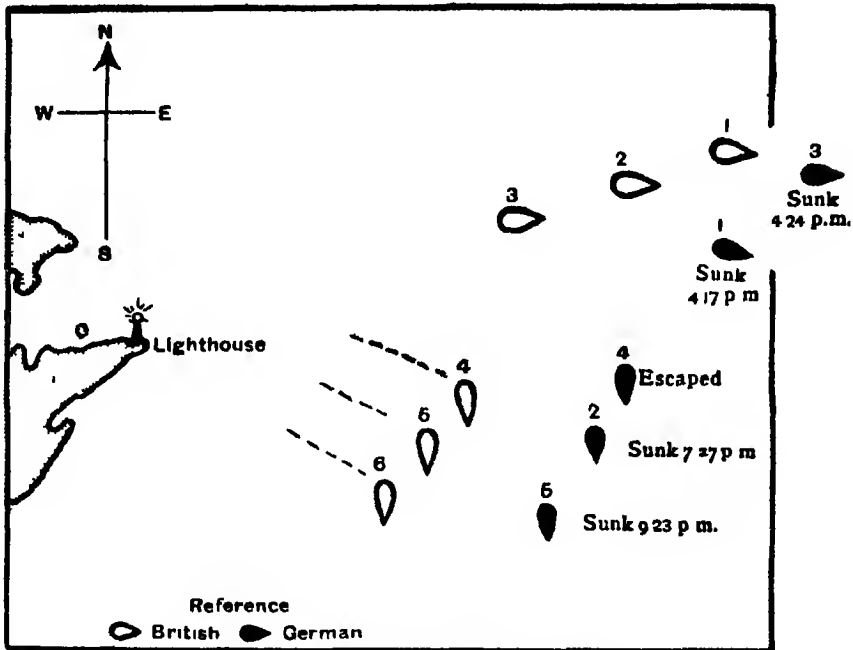 N
W E
S
1
2
3
3
Sunk
4 24 p.m.
1
Sunk
4 17 p m
Lighthouse
4
5
6
4
Escaped
2
Sunk 7 27 p m
5
Sunk 9 23 p m.
Reference
British German